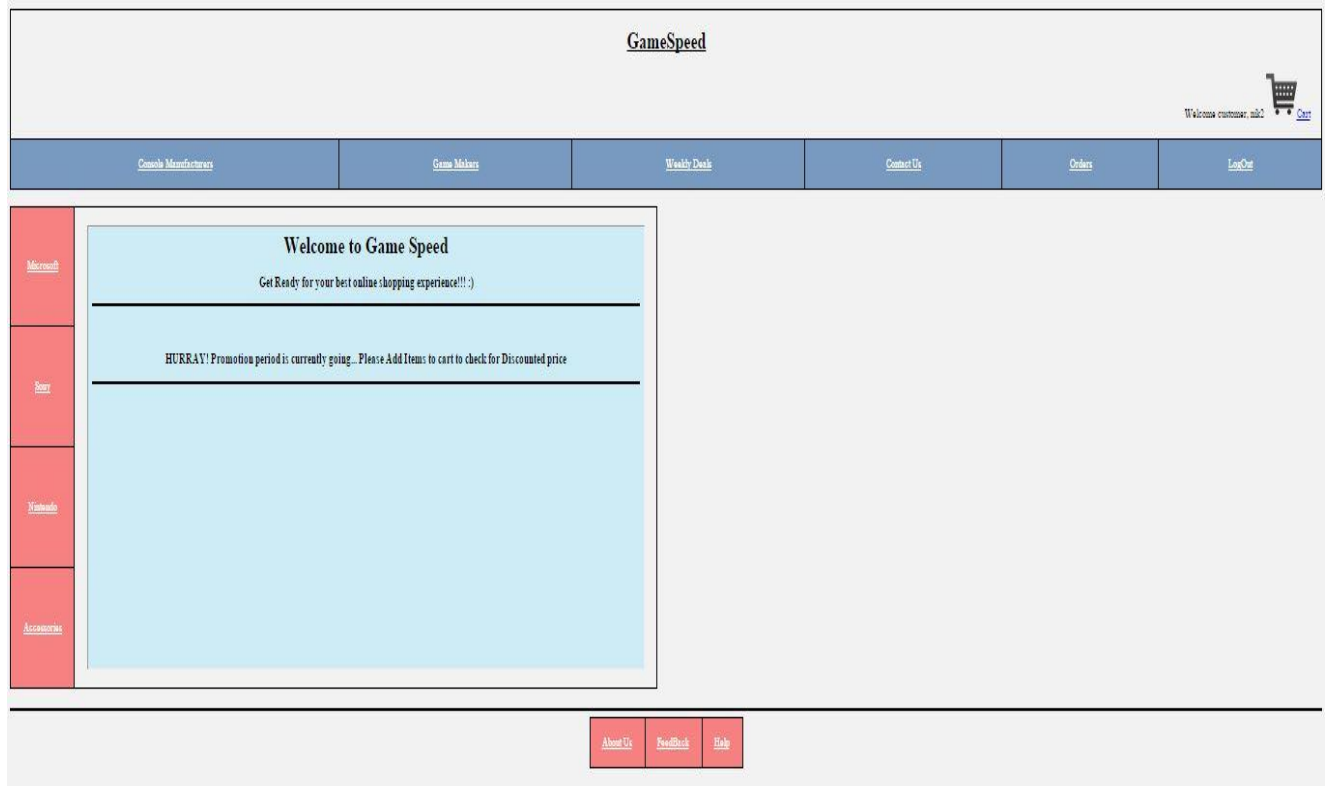 GameSpeed
Welcome customer, nik2 Cart
Console Manufacturers Game Makers Weekly Deals Contact Us Orders LogOut
Microsoft
Sony
Nintendo
Accessories
Welcome to Game Speed
Get Ready for your best online shopping experience!!! :)
HURRAY! Promotion period is currently going... Please Add Items to cart to check for Discounted price
About Us FeedBack Help